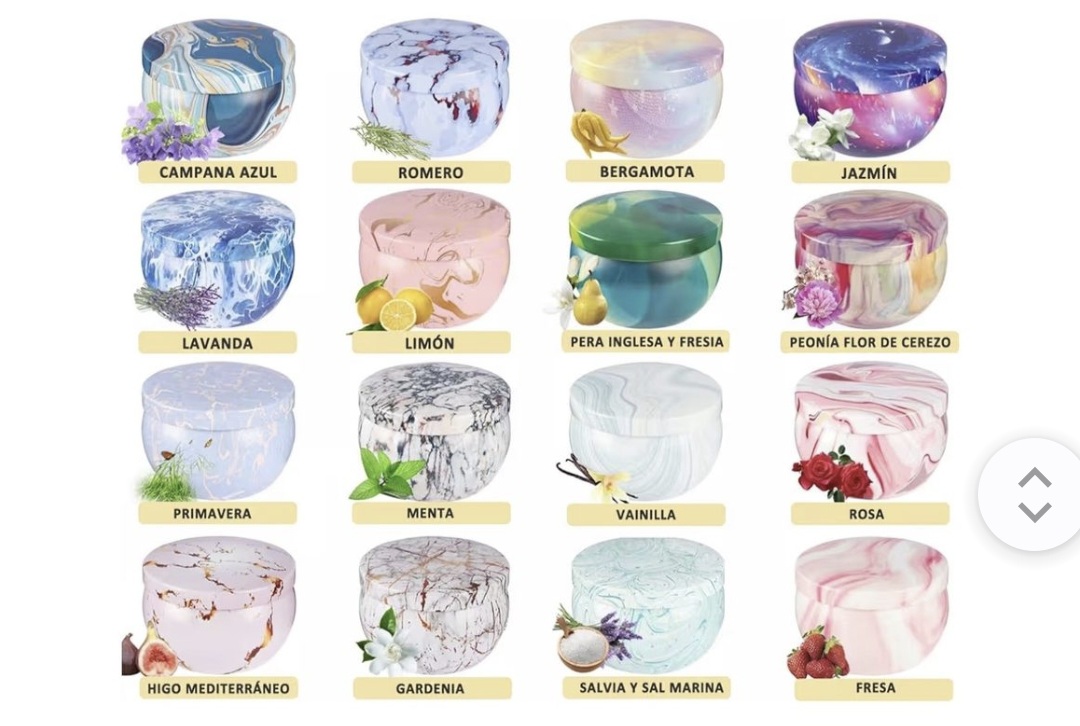 CAMPANA AZUL
ROMERO
BERGAMOTA
JAZMÍN
LAVANDA
LIMÓN
PERA INGLESA Y FRESIA
PEONÍA FLOR DE CEREZO
PRIMAVERA
MENTA
VAINILLA
ROSA
HIGO MEDITERRÁNEO
GARDENIA
SALVIA Y SAL MARINA
FRESA